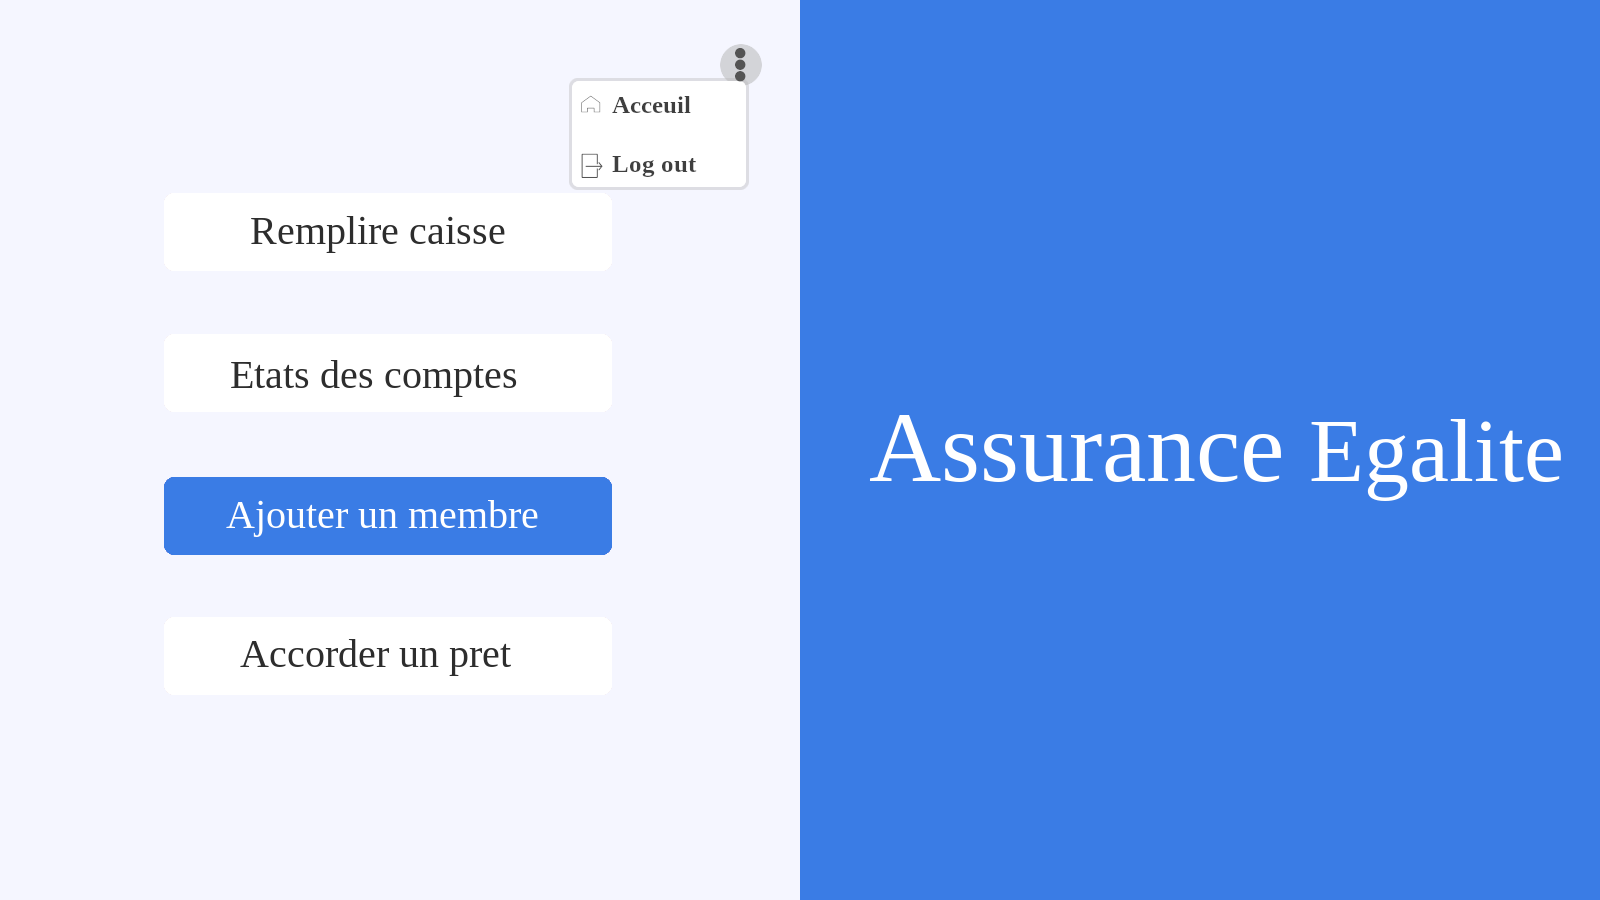 Acceuil
Log out
Remplire caisse
Etats des comptes
Ajouter un membre
Accorder un pret
Assurance Egalite